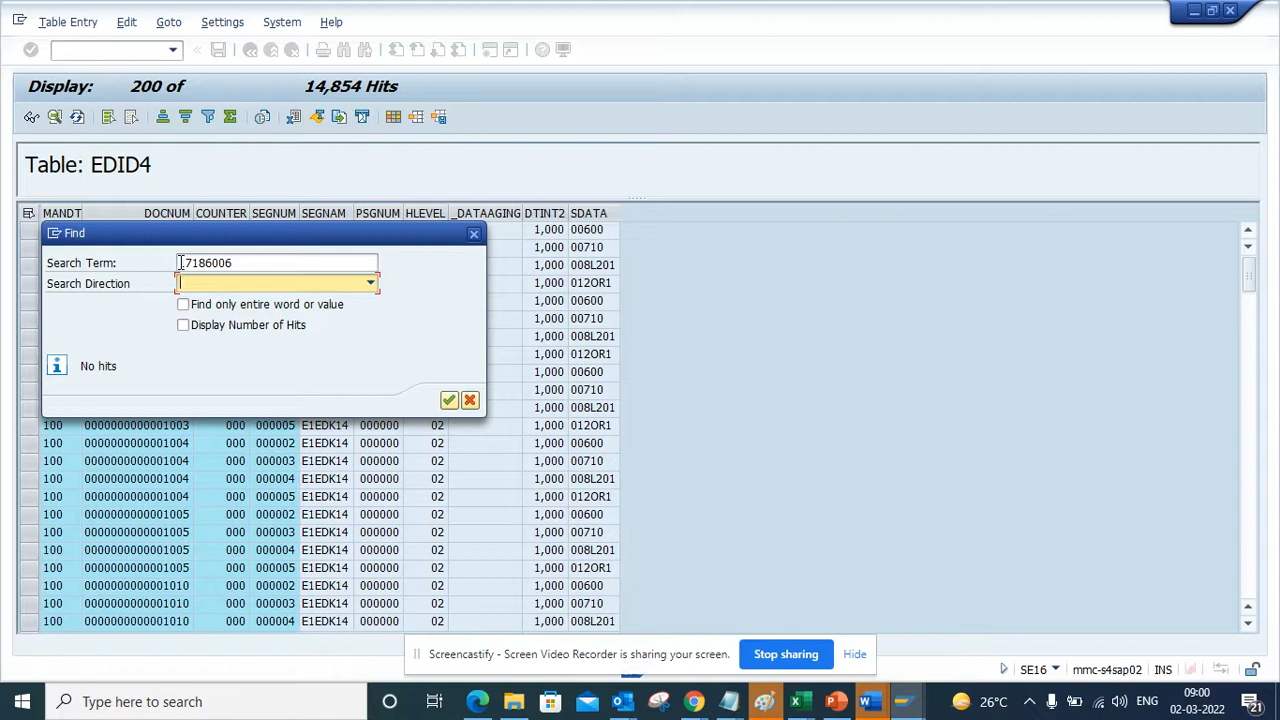 Table Entry Edit Goto Settings System Help
Display: 200 of 14,854 Hits
Table: EDID4
MANDT DOCNUM COUNTER SEGNUM SEGNAM PSGNUM HLEVEL _DATAAGING DTINT2 SDATA
1,000 00600
Find
1,000 00710
Search Term: 7186006
1,000 008L201
Search Direction
1,000 012OR1
Find only entire word or value
1,000 00600
Display Number of Hits
1,000 00710
1,000 008L201
1,000 012OR1
No hits
1,000 00600
1,000 00710
1,000 008L201
100 0000000000001003 000 000005 E1EDK14 000000 02 1,000 012OR1
100 0000000000001004 000 000002 E1EDK14 000000 02 1,000 00600
100 0000000000001004 000 000003 E1EDK14 000000 02 1,000 00710
100 0000000000001004 000 000004 E1EDK14 000000 02 1,000 008L201
100 0000000000001004 000 000005 E1EDK14 000000 02 1,000 012OR1
100 0000000000001005 000 000002 E1EDK14 000000 02 1,000 00600
100 0000000000001005 000 000003 E1EDK14 000000 02 1,000 00710
100 0000000000001005 000 000004 E1EDK14 000000 02 1,000 008L201
100 0000000000001005 000 000005 E1EDK14 000000 02 1,000 012OR1
100 0000000000001010 000 000002 E1EDK14 000000 02 1,000 00600
100 0000000000001010 000 000003 E1EDK14 000000 02 1,000 00710
100 0000000000001010 000 000004 E1EDK14 000000 02 1,000 008L201
Screencastify - Screen Video Recorder is sharing your screen. Stop sharing Hide
SE16 mmc-s4sap02 INS
Type here to search
26°C ENG 09:00
02-03-2022 21